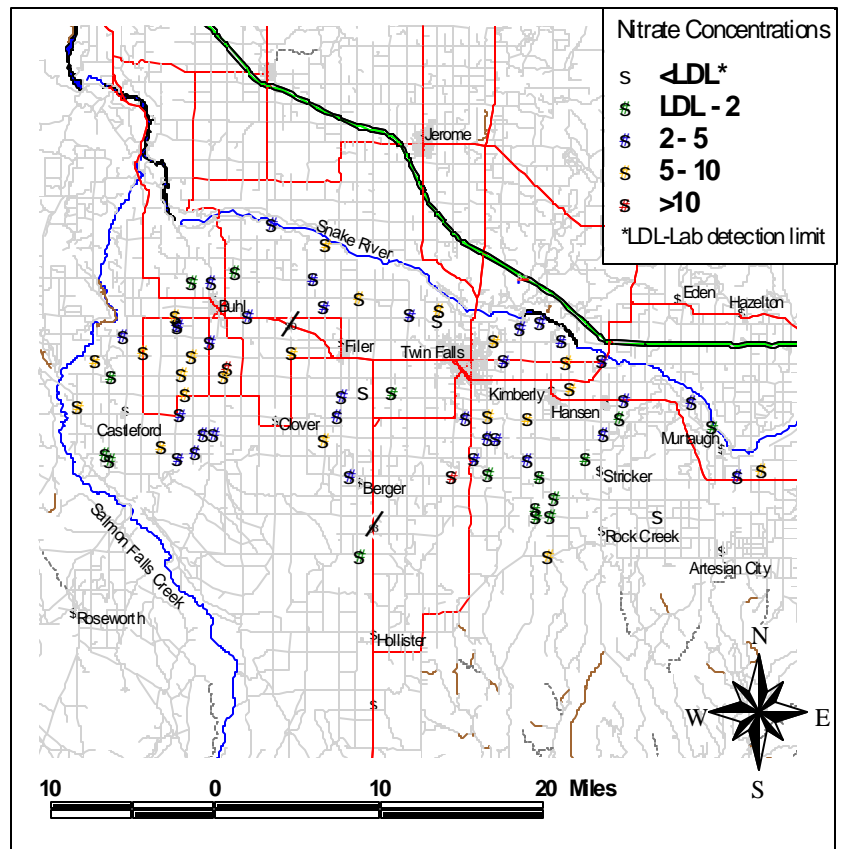 Nitrate Concentrations
S <LDL*
$ LDL - 2
$ 2 - 5
S 5 - 10
$ >10
*LDL-Lab detection limit
Jerome
Snake River
Eden
Hazelton
Buhl
Filer
Twin Falls
Kimberly
Hansen
Castleford
Clover
Murtaugh
Berger
Stricker
Salmon Falls Creek
Rock Creek
Artesian City
Roseworth
Hollister
N
W E
S
10 0 10 20 Miles